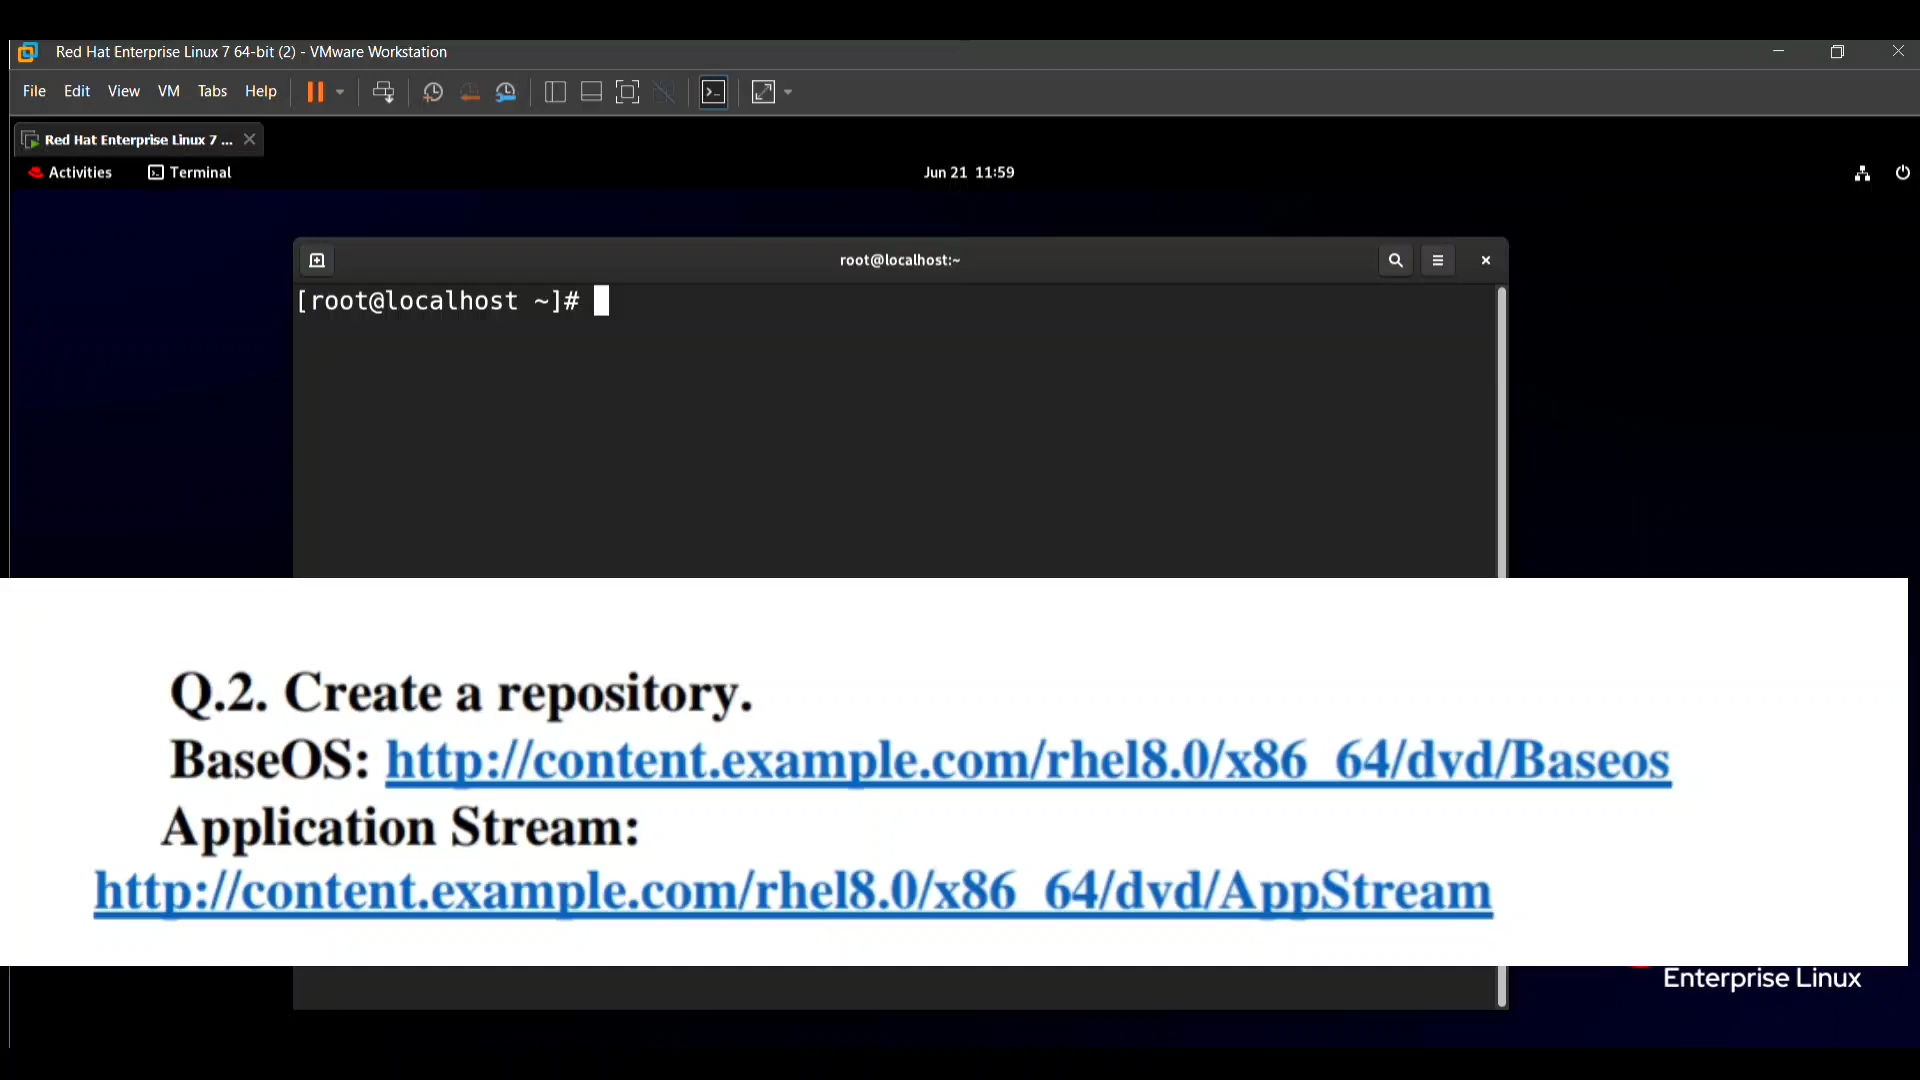 Red Hat Enterprise Linux 7 64-bit (2) - VMware Workstation
File Edit View VM Tabs Help
Red Hat Enterprise Linux 7 ...
Activities Terminal Jun 21 11:59
root@localhost:~
[root@localhost ~]#
Q.2. Create a repository.
BaseOS: http://content.example.com/rhel8.0/x86_64/dvd/Baseos
Application Stream:
http://content.example.com/rhel8.0/x86_64/dvd/AppStream
Enterprise Linux